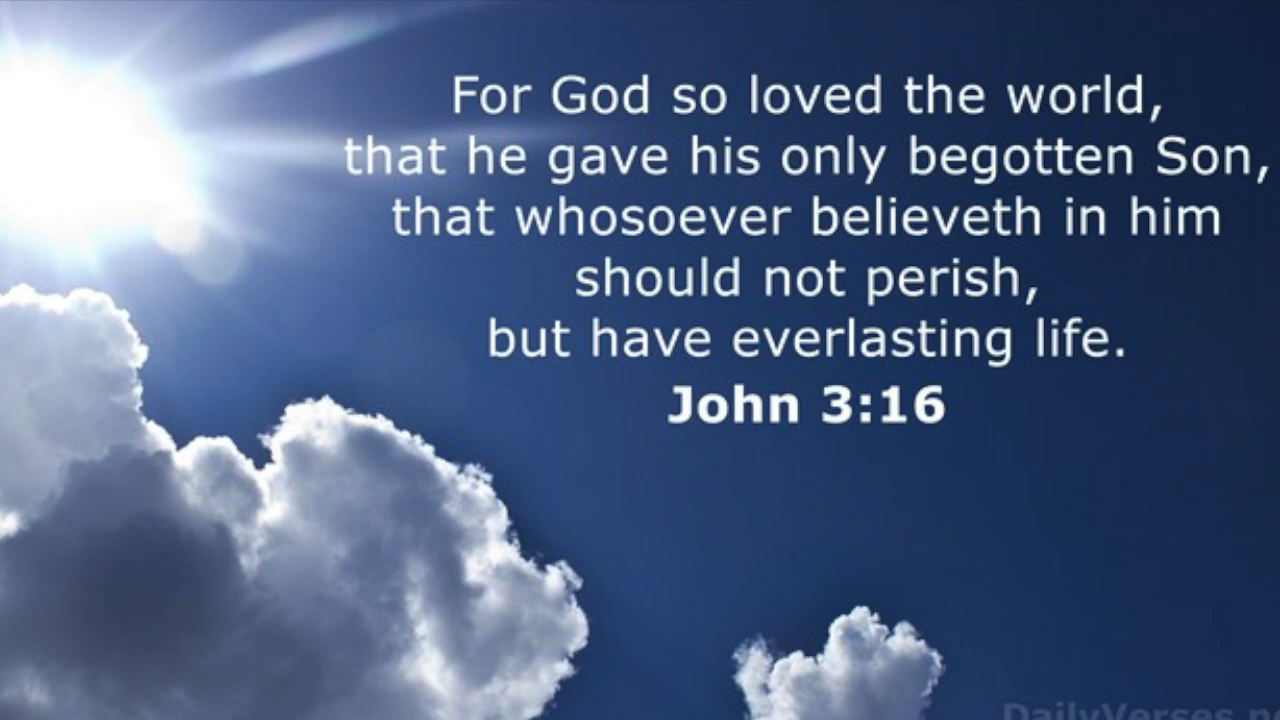 For God so loved the world,
that he gave his only begotten Son,
that whosoever believeth in him
should not perish,
but have everlasting life.
John 3:16